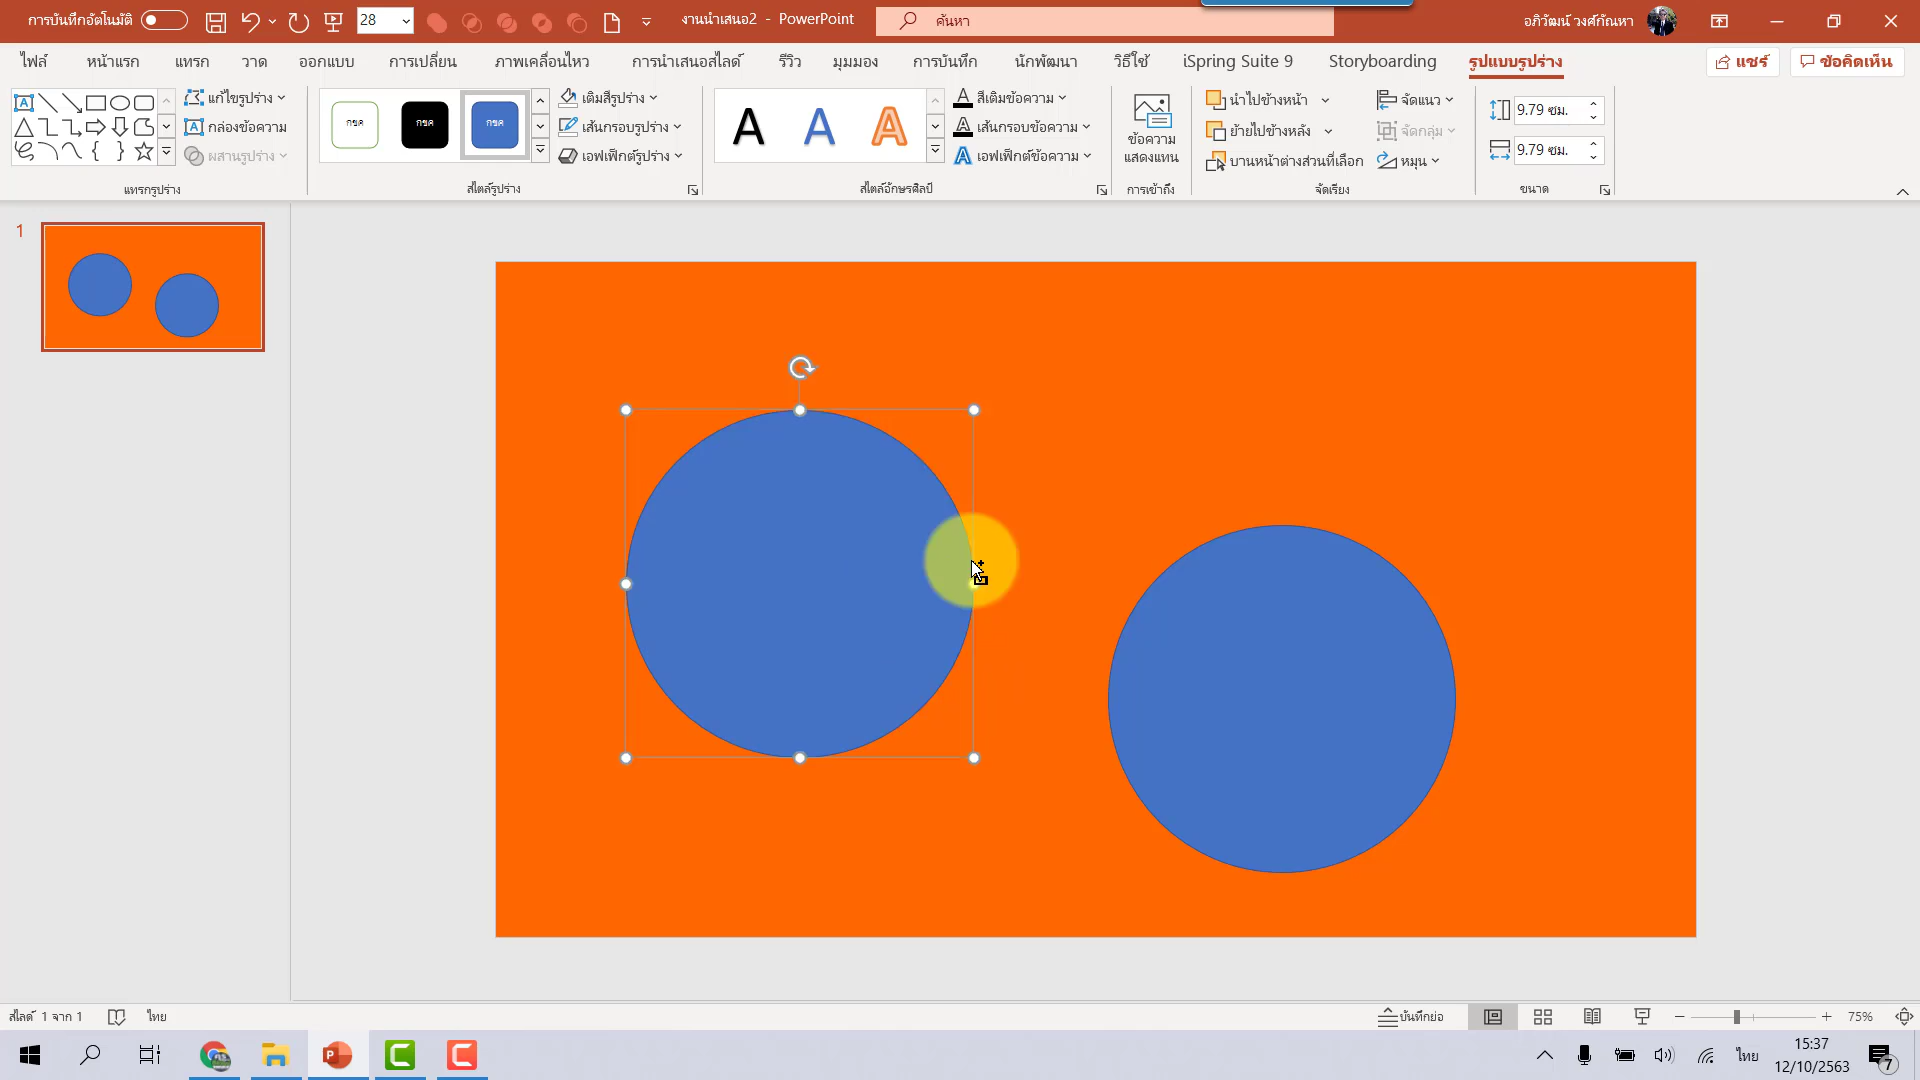 การบันทึกอัตโนมัติ 28 งานนำเสนอ2 - PowerPoint ค้นหา อภิวัฒน์ วงศ์กัณหา
ไฟล์ หน้าแรก แทรก วาด ออกแบบ การเปลี่ยน ภาพเคลื่อนไหว การนำเสนอสไลด์ รีวิว มุมมอง การบันทึก นักพัฒนา วิธีใช้ iSpring Suite 9 Storyboarding รูปแบบรูปร่าง แชร์ ข้อคิดเห็น
แก้ไขรูปร่าง
กล่องข้อความ
ผสานรูปร่าง
แทรกรูปร่าง
กขค กขค กขค
เติมสีรูปร่าง
เส้นกรอบรูปร่าง
เอฟเฟ็กต์รูปร่าง
สไตล์รูปร่าง
A A A
สีเติมข้อความ
เส้นกรอบข้อความ
เอฟเฟ็กต์ข้อความ
สไตล์อักษรศิลป์
ข้อความ
แสดงแทน
การเข้าถึง
นำไปข้างหน้า
ย้ายไปข้างหลัง
บานหน้าต่างส่วนที่เลือก
จัดแนว
จัดกลุ่ม
หมุน
จัดเรียง
9.79 ซม.
9.79 ซม.
ขนาด
1
สไลด์ 1 จาก 1 ไทย บันทึกย่อ 75%
ไทย
15:37
12/10/2563
7